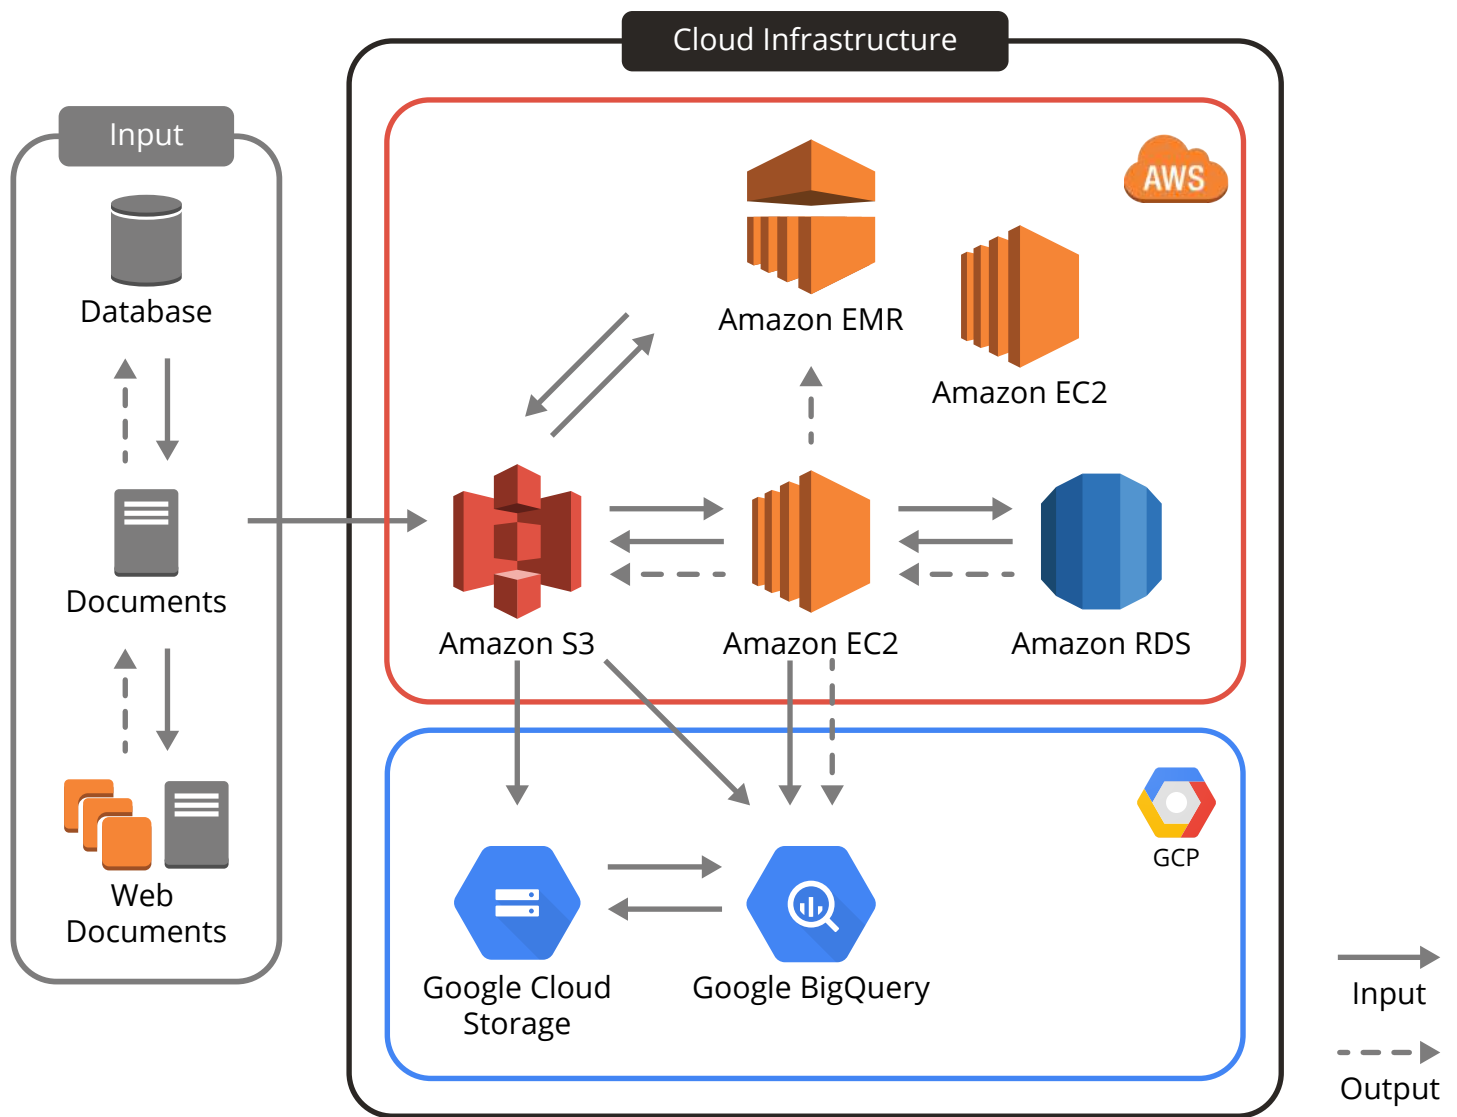 Cloud Infrastructure
Input
AWS
Database
Amazon EMR
Amazon EC2
Documents
Amazon S3
Amazon EC2
Amazon RDS
Web
Documents
GCP
Google Cloud
Storage
Google BigQuery
Input
Output